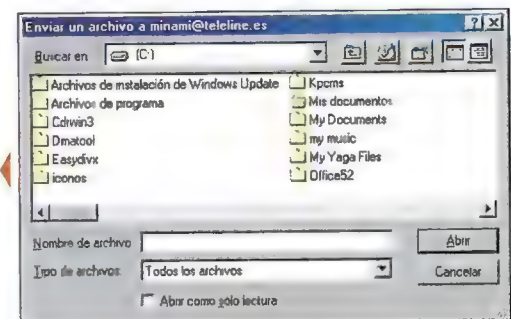 Enviar un archivo a minami@teleline.es
Buscar en (C:)
Archivos de instalación de Windows Update
Archivos de programa
Cdrwin3
Dmatool
Easydivx
iconos
Kpcms
Mis documentos
My Documents
my music
My Yaga Files
Office52
Nombre de archivo
Abrir
Tipo de archivos: Todos los archivos
Cancelar
Abrir como sólo lectura